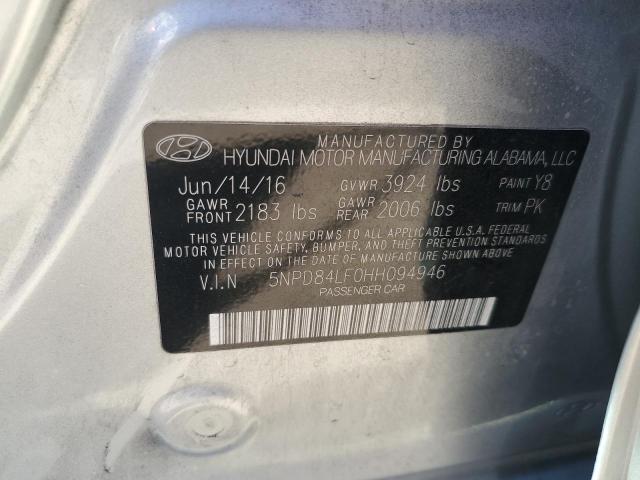 MANUFACTURED BY
HYUNDAI MOTOR MANUFACTURING ALABAMA, LLC
Jun/14/16 GVWR 3924 lbs PAINT Y8
GAWR FRONT 2183 lbs GAWR REAR 2006 lbs TRIM PK
THIS VEHICLE CONFORMS TO ALL APPLICABLE U.S.A. FEDERAL
MOTOR VEHICLE SAFETY, BUMPER, AND THEFT PREVENTION STANDARDS
IN EFFECT ON THE DATE OF MANUFACTURE SHOWN ABOVE
V.I.N 5NPD84LF0HH094946
PASSENGER CAR